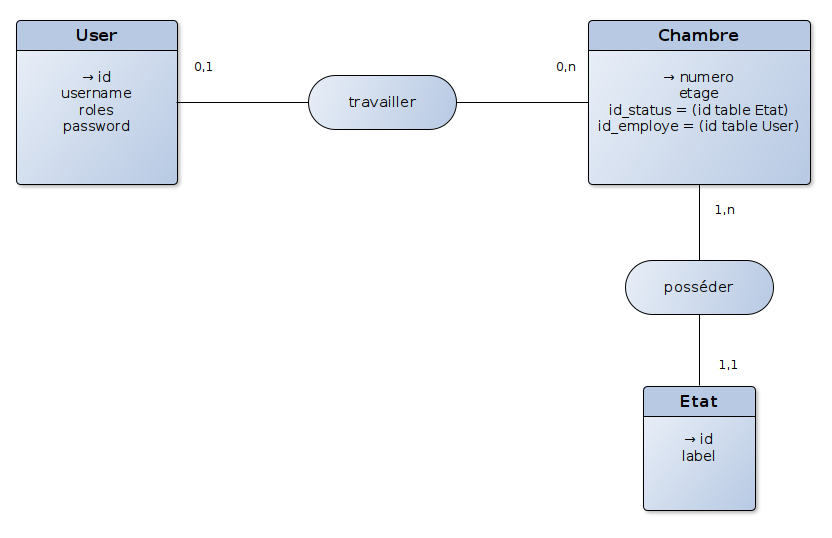 User
→ id
username
roles
password
0,1
travailler
0,n
Chambre
→ numero
etage
id_status = (id table Etat)
id_employe = (id table User)
1,n
posséder
1,1
Etat
→ id
label